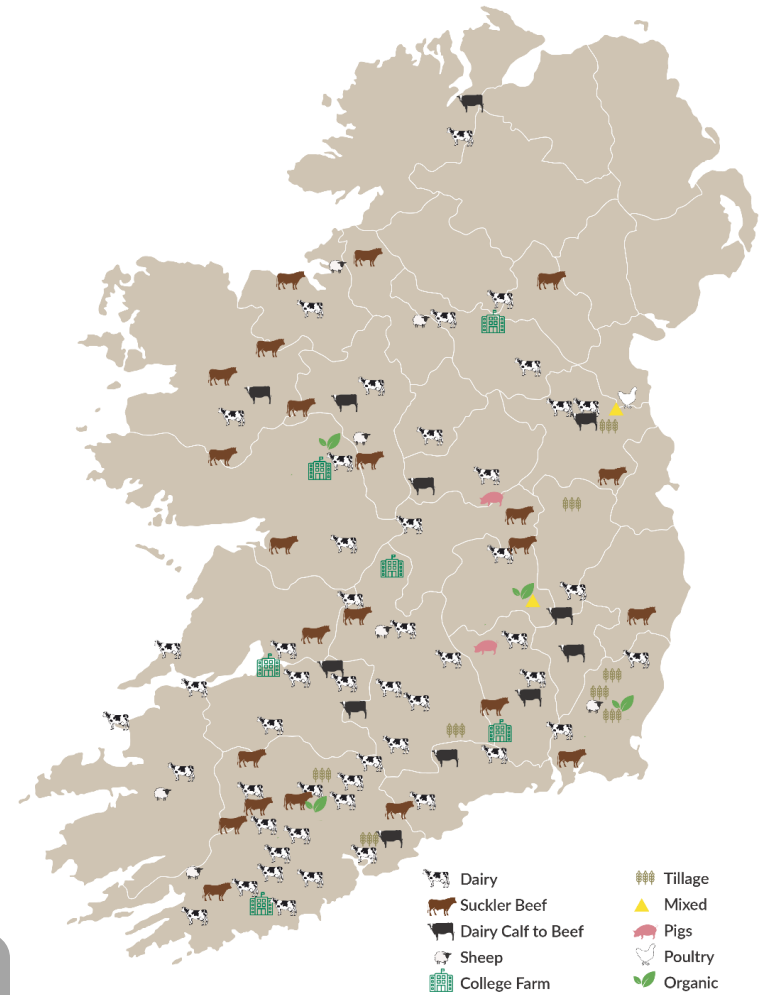 Dairy
Suckler Beef
Dairy Calf to Beef
Sheep
College Farm
Tillage
Mixed
Pigs
Poultry
Organic